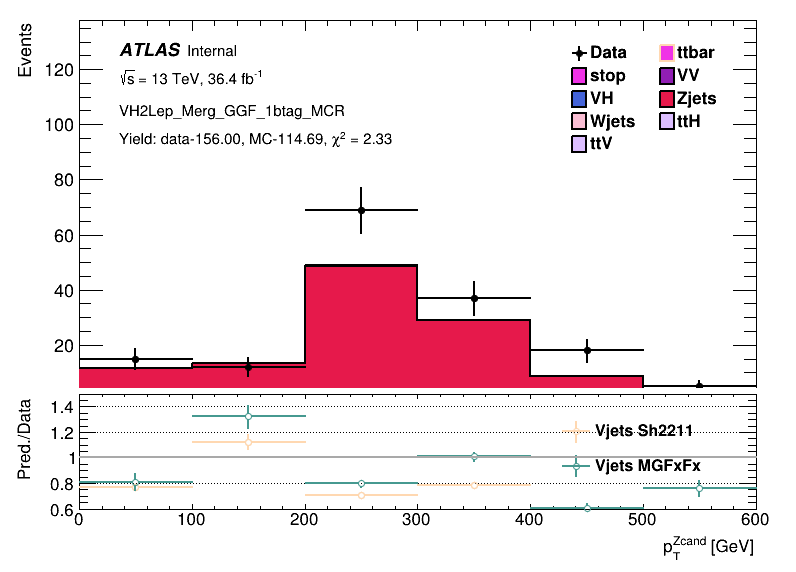 Events
120
100
80
60
40
20
ATLAS Internal
√s = 13 TeV, 36.4 fb⁻¹
VH2Lep_Merg_GGF_1btag_MCR
Yield: data-156.00, MC-114.69, χ² = 2.33
Data
ttbar
stop
VV
VH
Zjets
Wjets
ttH
ttV
Pred./Data
1.4
1.2
1
0.8
0.6
Vjets Sh2211
Vjets MGFxFx
0 100 200 300 400 500 600
p_T^Zcand [GeV]